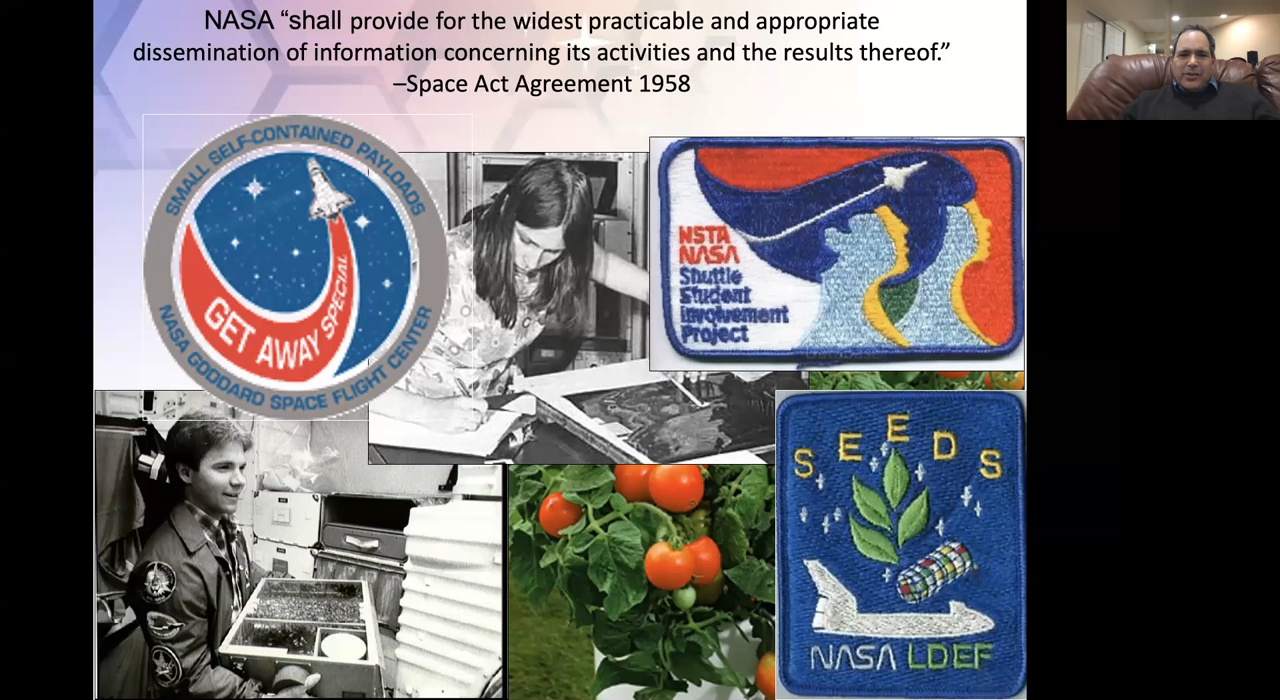 NASA “shall provide for the widest practicable and appropriate
dissemination of information concerning its activities and the results thereof.”
–Space Act Agreement 1958
SMALL SELF-CONTAINED PAYLOADS
GET AWAY SPECIAL
NASA GODDARD SPACE FLIGHT CENTER
NSTA
NASA
Shuttle
Student
Involvement
Project
SEEDS
NASA LDEF